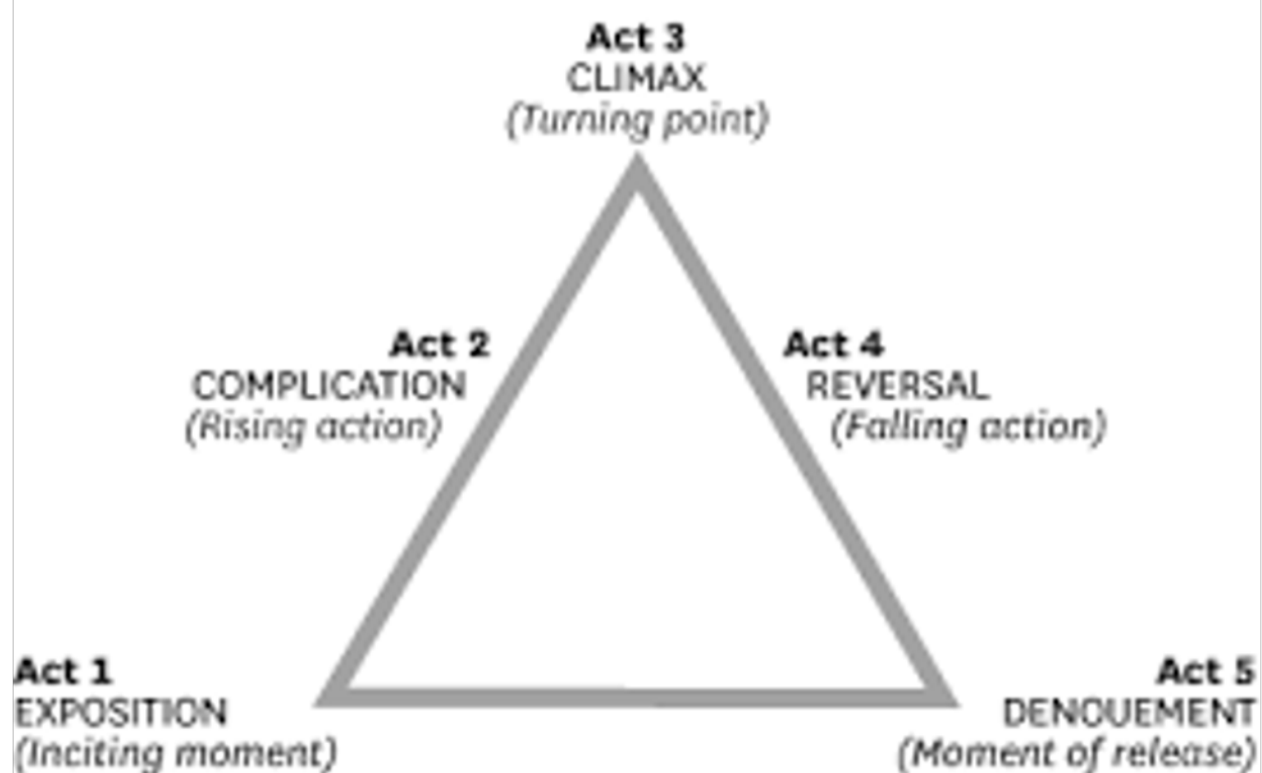 Act 3
CLIMAX
(Turning point)
Act 2
COMPLICATION
(Rising action)
Act 4
REVERSAL
(Falling action)
Act 1
EXPOSITION
(Inciting moment)
Act 5
DENOUEMENT
(Moment of release)